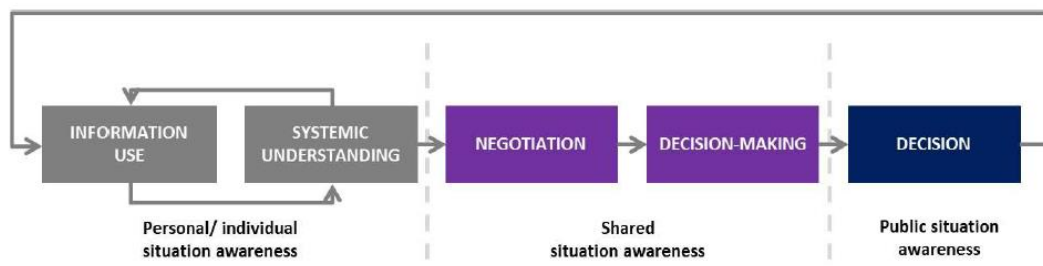 INFORMATION
USE
SYSTEMIC
UNDERSTANDING
NEGOTIATION
DECISION-MAKING
DECISION
Personal/ individual
situation awareness
Shared
situation awareness
Public situation
awareness